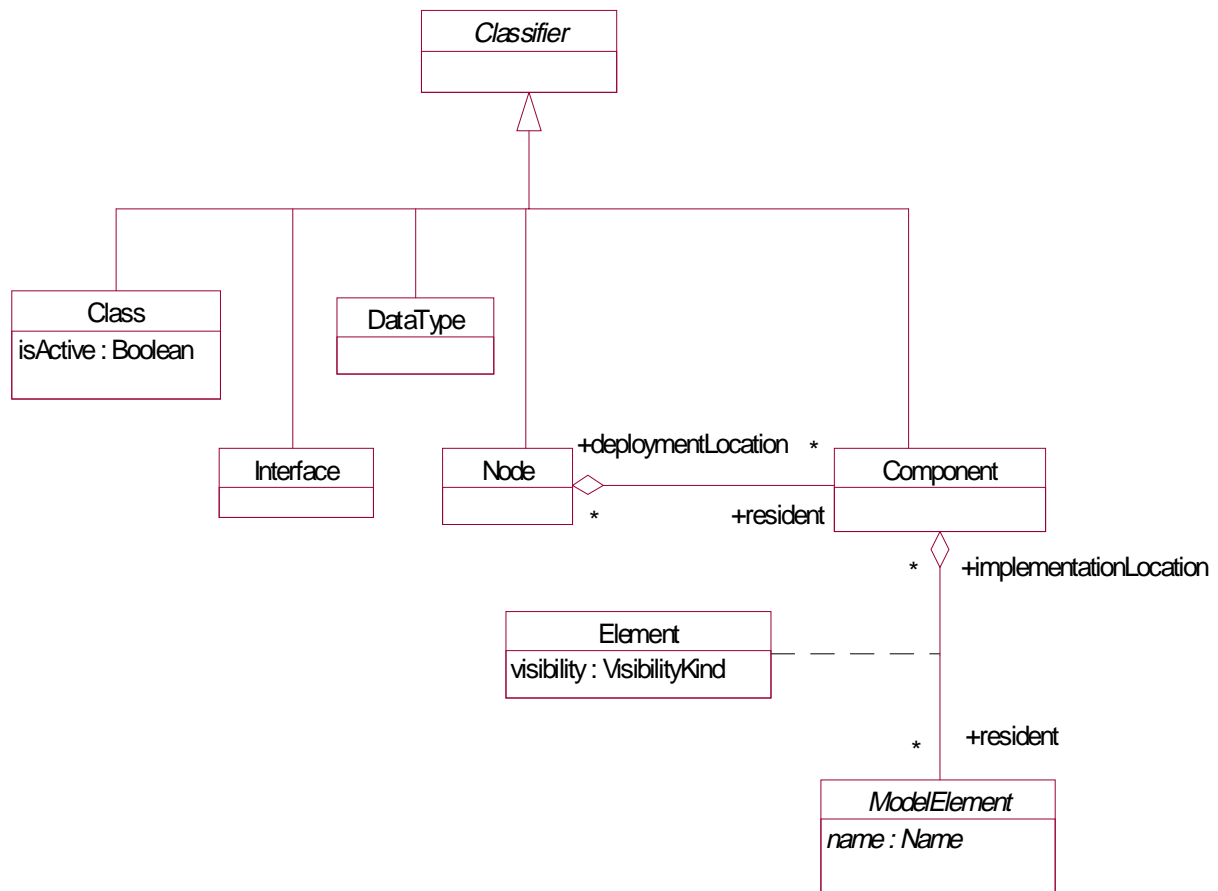 Classifier
Class
isActive : Boolean
DataType
Interface
Node
+deploymentLocation
*
Component
*
+resident
*
+implementationLocation
Element
visibility : VisibilityKind
*
+resident
ModelElement
name : Name